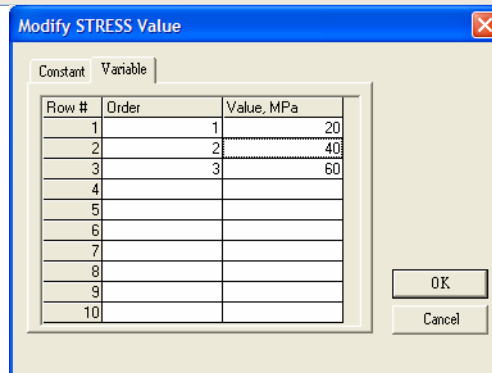 Modify STRESS Value
Constant Variable
Row # Order Value, MPa
1 1 20
2 2 40
3 3 60
4
5
6
7
8
9
10
OK
Cancel